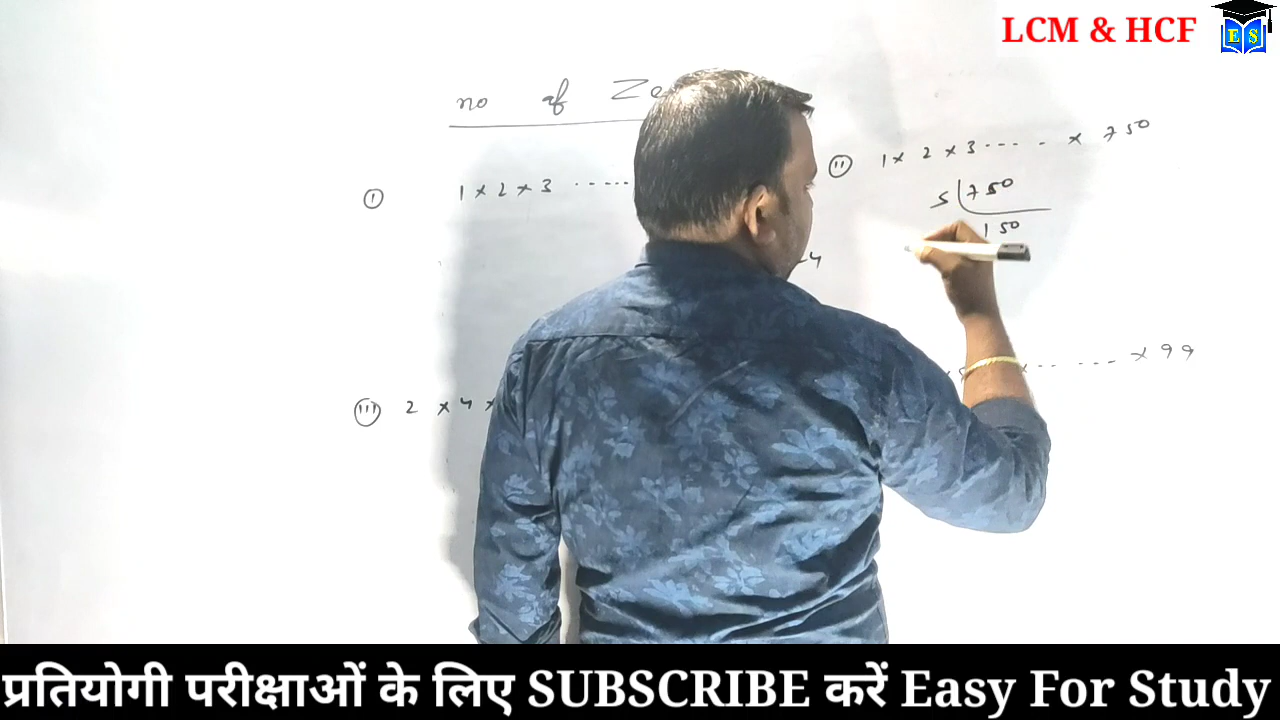 LCM & HCF
E S
no of Ze
I 1 x 2 x 3 ......
II 1 x 2 x 3 .... . x 750
5 750
150
4
III 2 x 4 x
x.. ... x 99
प्रतियोगी परीक्षाओं के लिए SUBSCRIBE करें Easy For Study